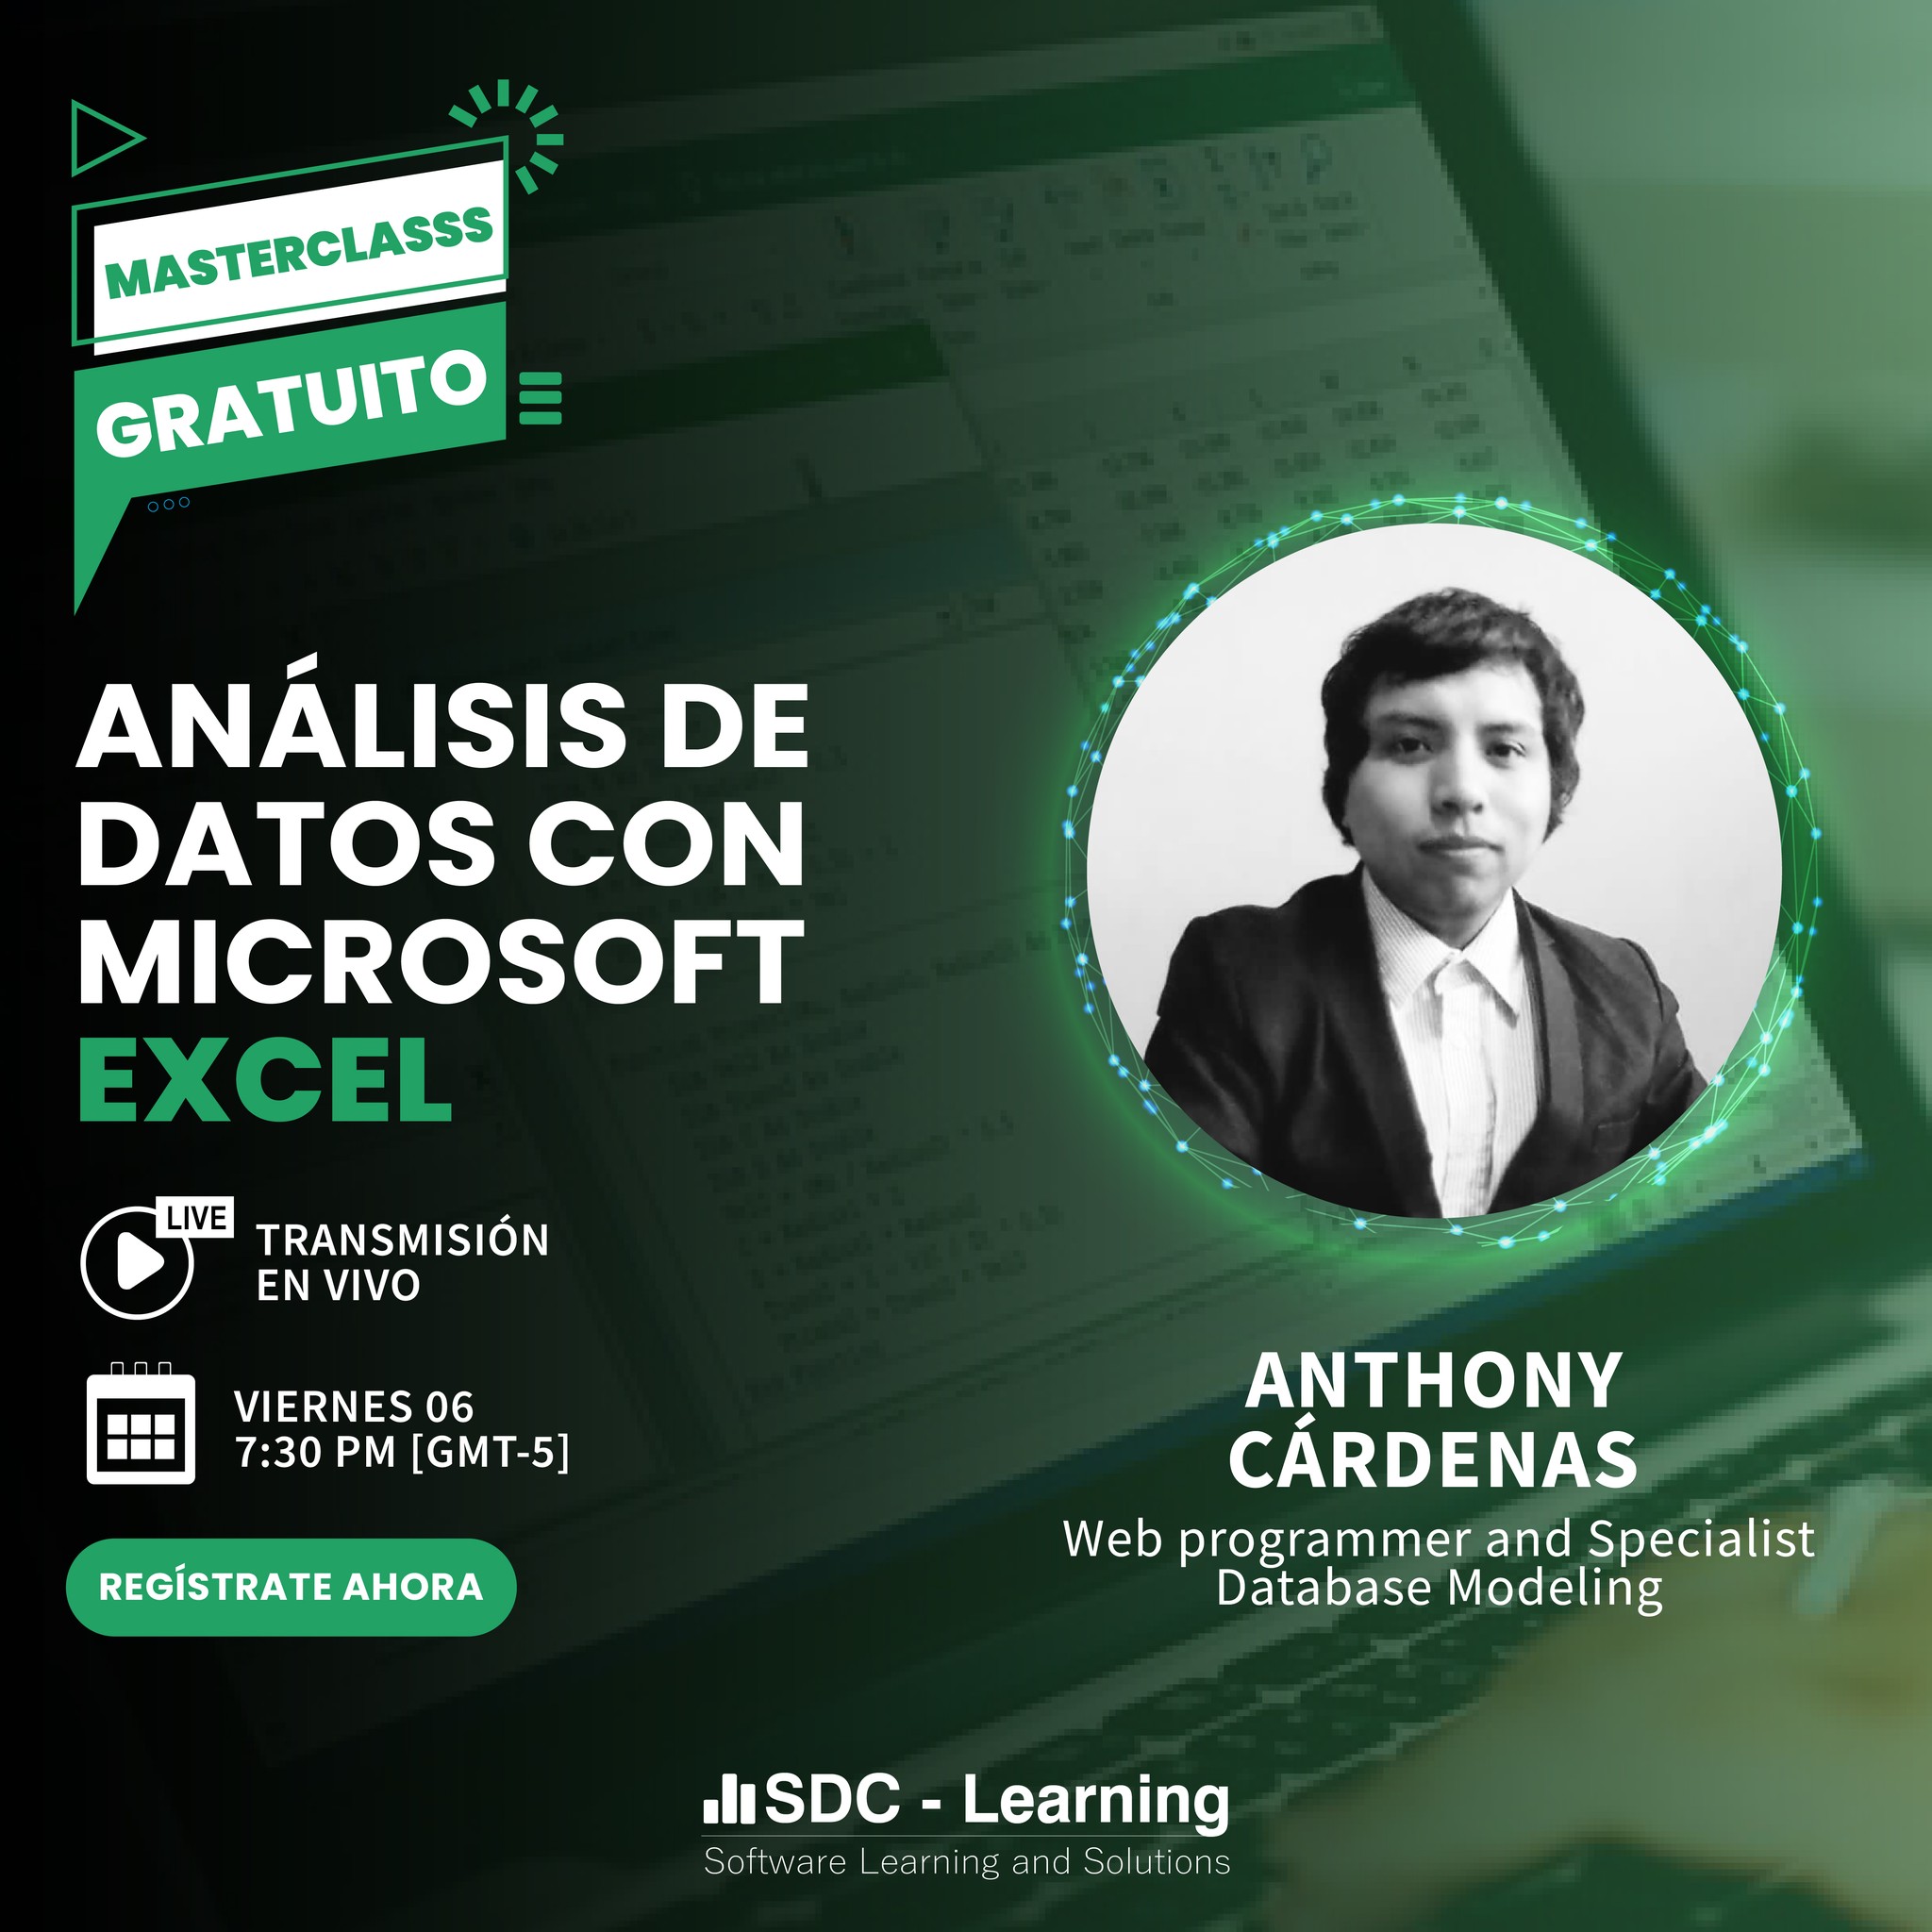 MASTERCLASSS
GRATUITO
ANÁLISIS DE
DATOS CON
MICROSOFT
EXCEL
LIVE
TRANSMISIÓN
EN VIVO
VIERNES 06
7:30 PM [GMT-5]
REGÍSTRATE AHORA
ANTHONY
CÁRDENAS
Web programmer and Specialist
Database Modeling
SDC - Learning
Software Learning and Solutions